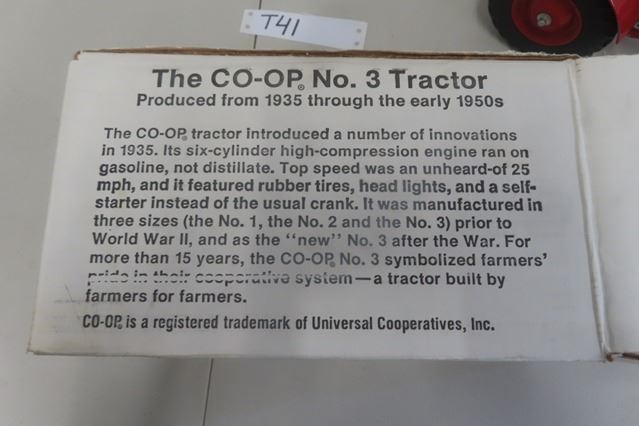 T41
The CO-OP® No. 3 Tractor
Produced from 1935 through the early 1950s
The CO-OP® tractor introduced a number of innovations
in 1935. Its six-cylinder high-compression engine ran on
gasoline, not distillate. Top speed was an unheard-of 25
mph, and it featured rubber tires, head lights, and a self-
starter instead of the usual crank. It was manufactured in
three sizes (the No. 1, the No. 2 and the No. 3) prior to
World War II, and as the "new" No. 3 after the War. For
more than 15 years, the CO-OP® No. 3 symbolized farmers'
pride in their cooperative system—a tractor built by
farmers for farmers.
CO-OP® is a registered trademark of Universal Cooperatives, Inc.